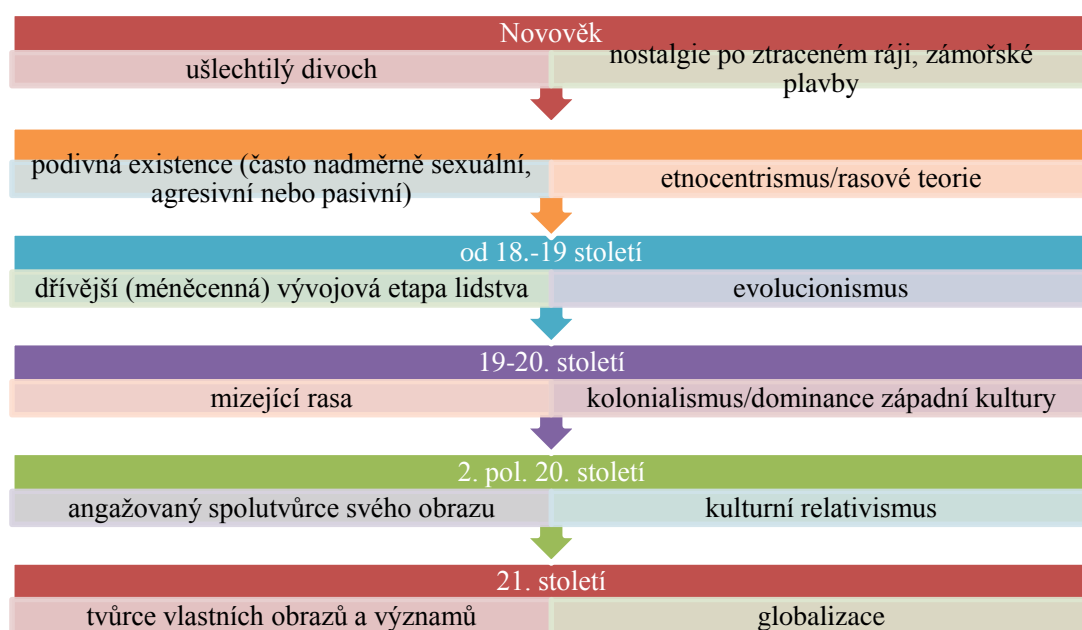 Novověk
ušlechtilý divoch
nostalgie po ztraceném ráji, zámořské
plavby
podivná existence (často nadměrně sexuální,
agresivní nebo pasivní)
etnocentrismus/rasové teorie
od 18.-19 století
dřívější (méněcenná) vývojová etapa lidstva
evolucionismus
19-20. století
mizející rasa
kolonialismus/dominance západní kultury
2. pol. 20. století
angažovaný spolutvůrce svého obrazu
kulturní relativismus
21. století
tvůrce vlastních obrazů a významů
globalizace